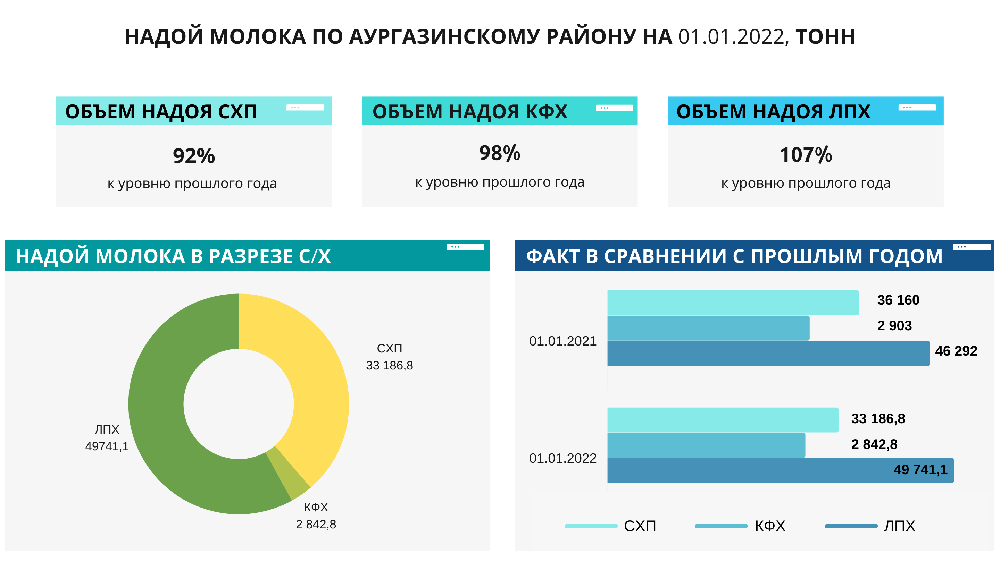 НАДОЙ МОЛОКА ПО АУРГАЗИНСКОМУ РАЙОНУ НА 01.01.2022, ТОНН
ОБЪЕМ НАДОЯ СХП
92%
к уровню прошлого года
ОБЪЕМ НАДОЯ КФХ
98%
к уровню прошлого года
ОБЪЕМ НАДОЯ ЛПХ
107%
к уровню прошлого года
НАДОЙ МОЛОКА В РАЗРЕЗЕ С/Х
СХП
33 186,8
ЛПХ
49741,1
КФХ
2 842,8
ФАКТ В СРАВНЕНИИ С ПРОШЛЫМ ГОДОМ
01.01.2021
36 160
2 903
46 292
01.01.2022
33 186,8
2 842,8
49 741,1
СХП
КФХ
ЛПХ